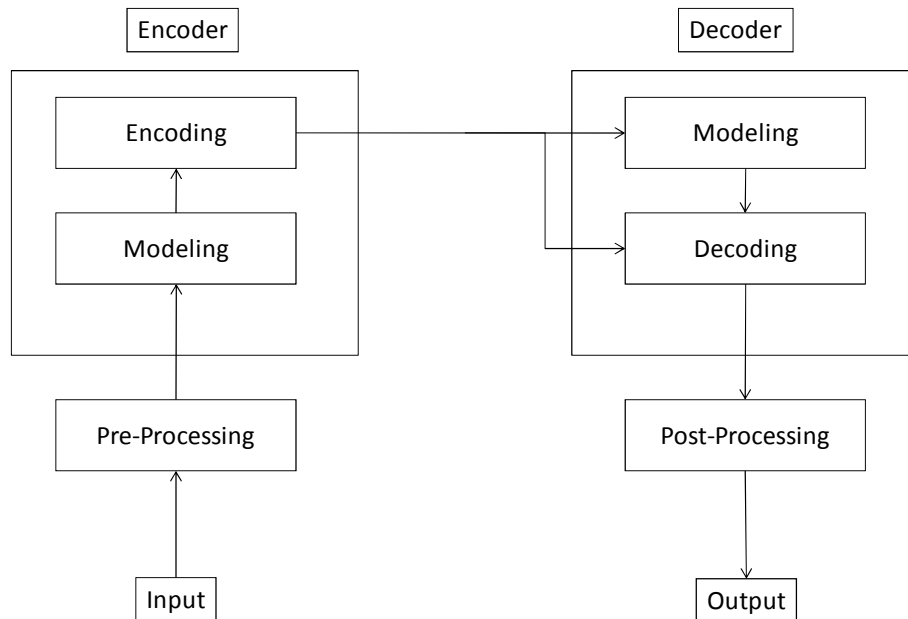 Encoder
Decoder
Encoding
Modeling
Modeling
Decoding
Pre-Processing
Post-Processing
Input
Output